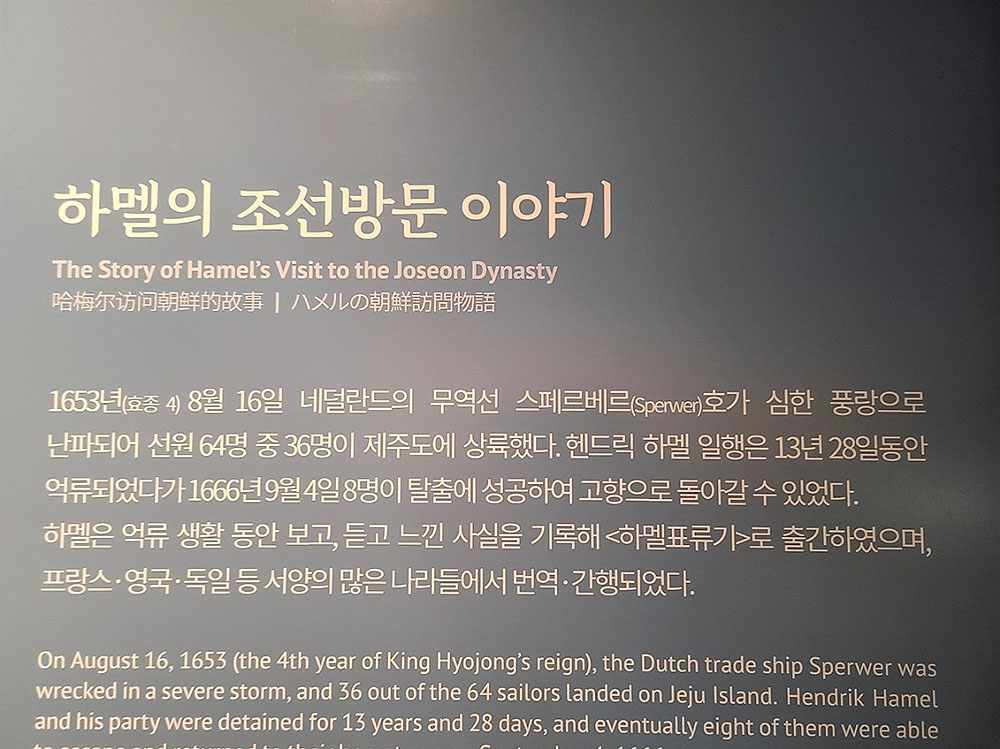 하멜의 조선방문 이야기
The Story of Hamel's Visit to the Joseon Dynasty
哈梅尔访问朝鲜的故事 | ハメルの朝鮮訪問物語
1653년(효종 4) 8월 16일 네덜란드의 무역선 스페르베르(Sperwer)호가 심한 풍랑으로
난파되어 선원 64명 중 36명이 제주도에 상륙했다. 헨드릭 하멜 일행은 13년 28일동안
억류되었다가 1666년 9월 4일 8명이 탈출에 성공하여 고향으로 돌아갈 수 있었다.
하멜은 억류 생활 동안 보고, 듣고 느낀 사실을 기록해 <하멜표류기>로 출간하였으며,
프랑스·영국·독일 등 서양의 많은 나라들에서 번역·간행되었다.
On August 16, 1653 (the 4th year of King Hyojong's reign), the Dutch trade ship Sperwer was
wrecked in a severe storm, and 36 out of the 64 sailors landed on Jeju Island. Hendrik Hamel
and his party were detained for 13 years and 28 days, and eventually eight of them were able